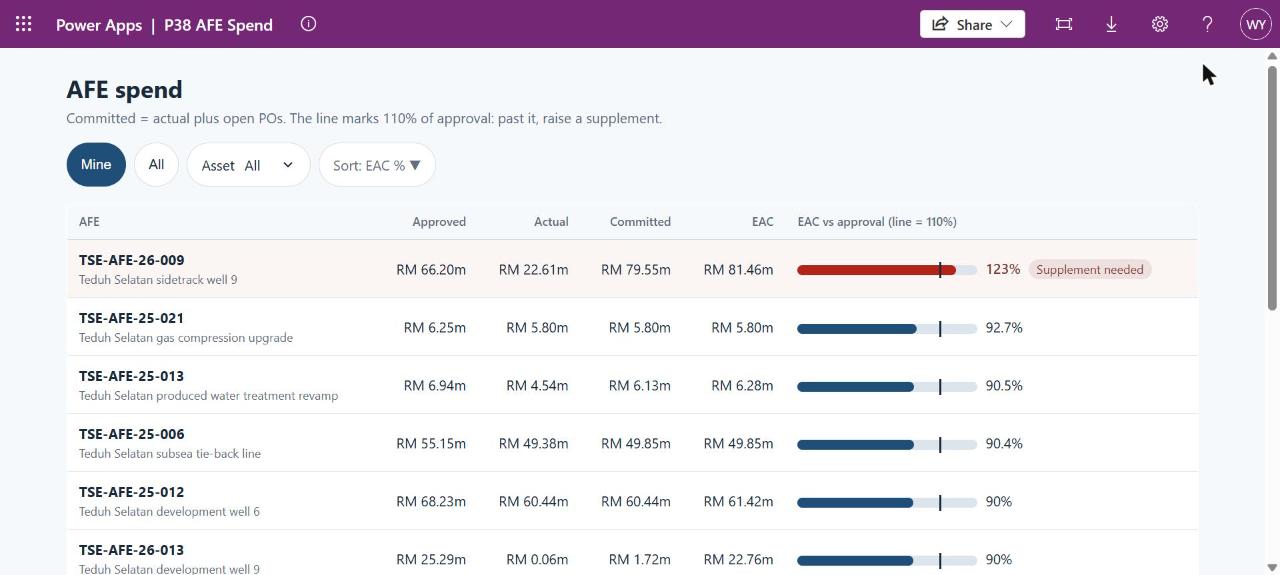 Power Apps | P38 AFE Spend Share WY
AFE spend
Committed = actual plus open POs. The line marks 110% of approval: past it, raise a supplement.
Mine All Asset All Sort: EAC % ▼
AFE Approved Actual Committed EAC EAC vs approval (line = 110%)
TSE-AFE-26-009
Teduh Selatan sidetrack well 9
RM 66.20m RM 22.61m RM 79.55m RM 81.46m 123% Supplement needed
TSE-AFE-25-021
Teduh Selatan gas compression upgrade
RM 6.25m RM 5.80m RM 5.80m RM 5.80m 92.7%
TSE-AFE-25-013
Teduh Selatan produced water treatment revamp
RM 6.94m RM 4.54m RM 6.13m RM 6.28m 90.5%
TSE-AFE-25-006
Teduh Selatan subsea tie-back line
RM 55.15m RM 49.38m RM 49.85m RM 49.85m 90.4%
TSE-AFE-25-012
Teduh Selatan development well 6
RM 68.23m RM 60.44m RM 60.44m RM 61.42m 90%
TSE-AFE-26-013
Teduh Selatan development well 9
RM 25.29m RM 0.06m RM 1.72m RM 22.76m 90%